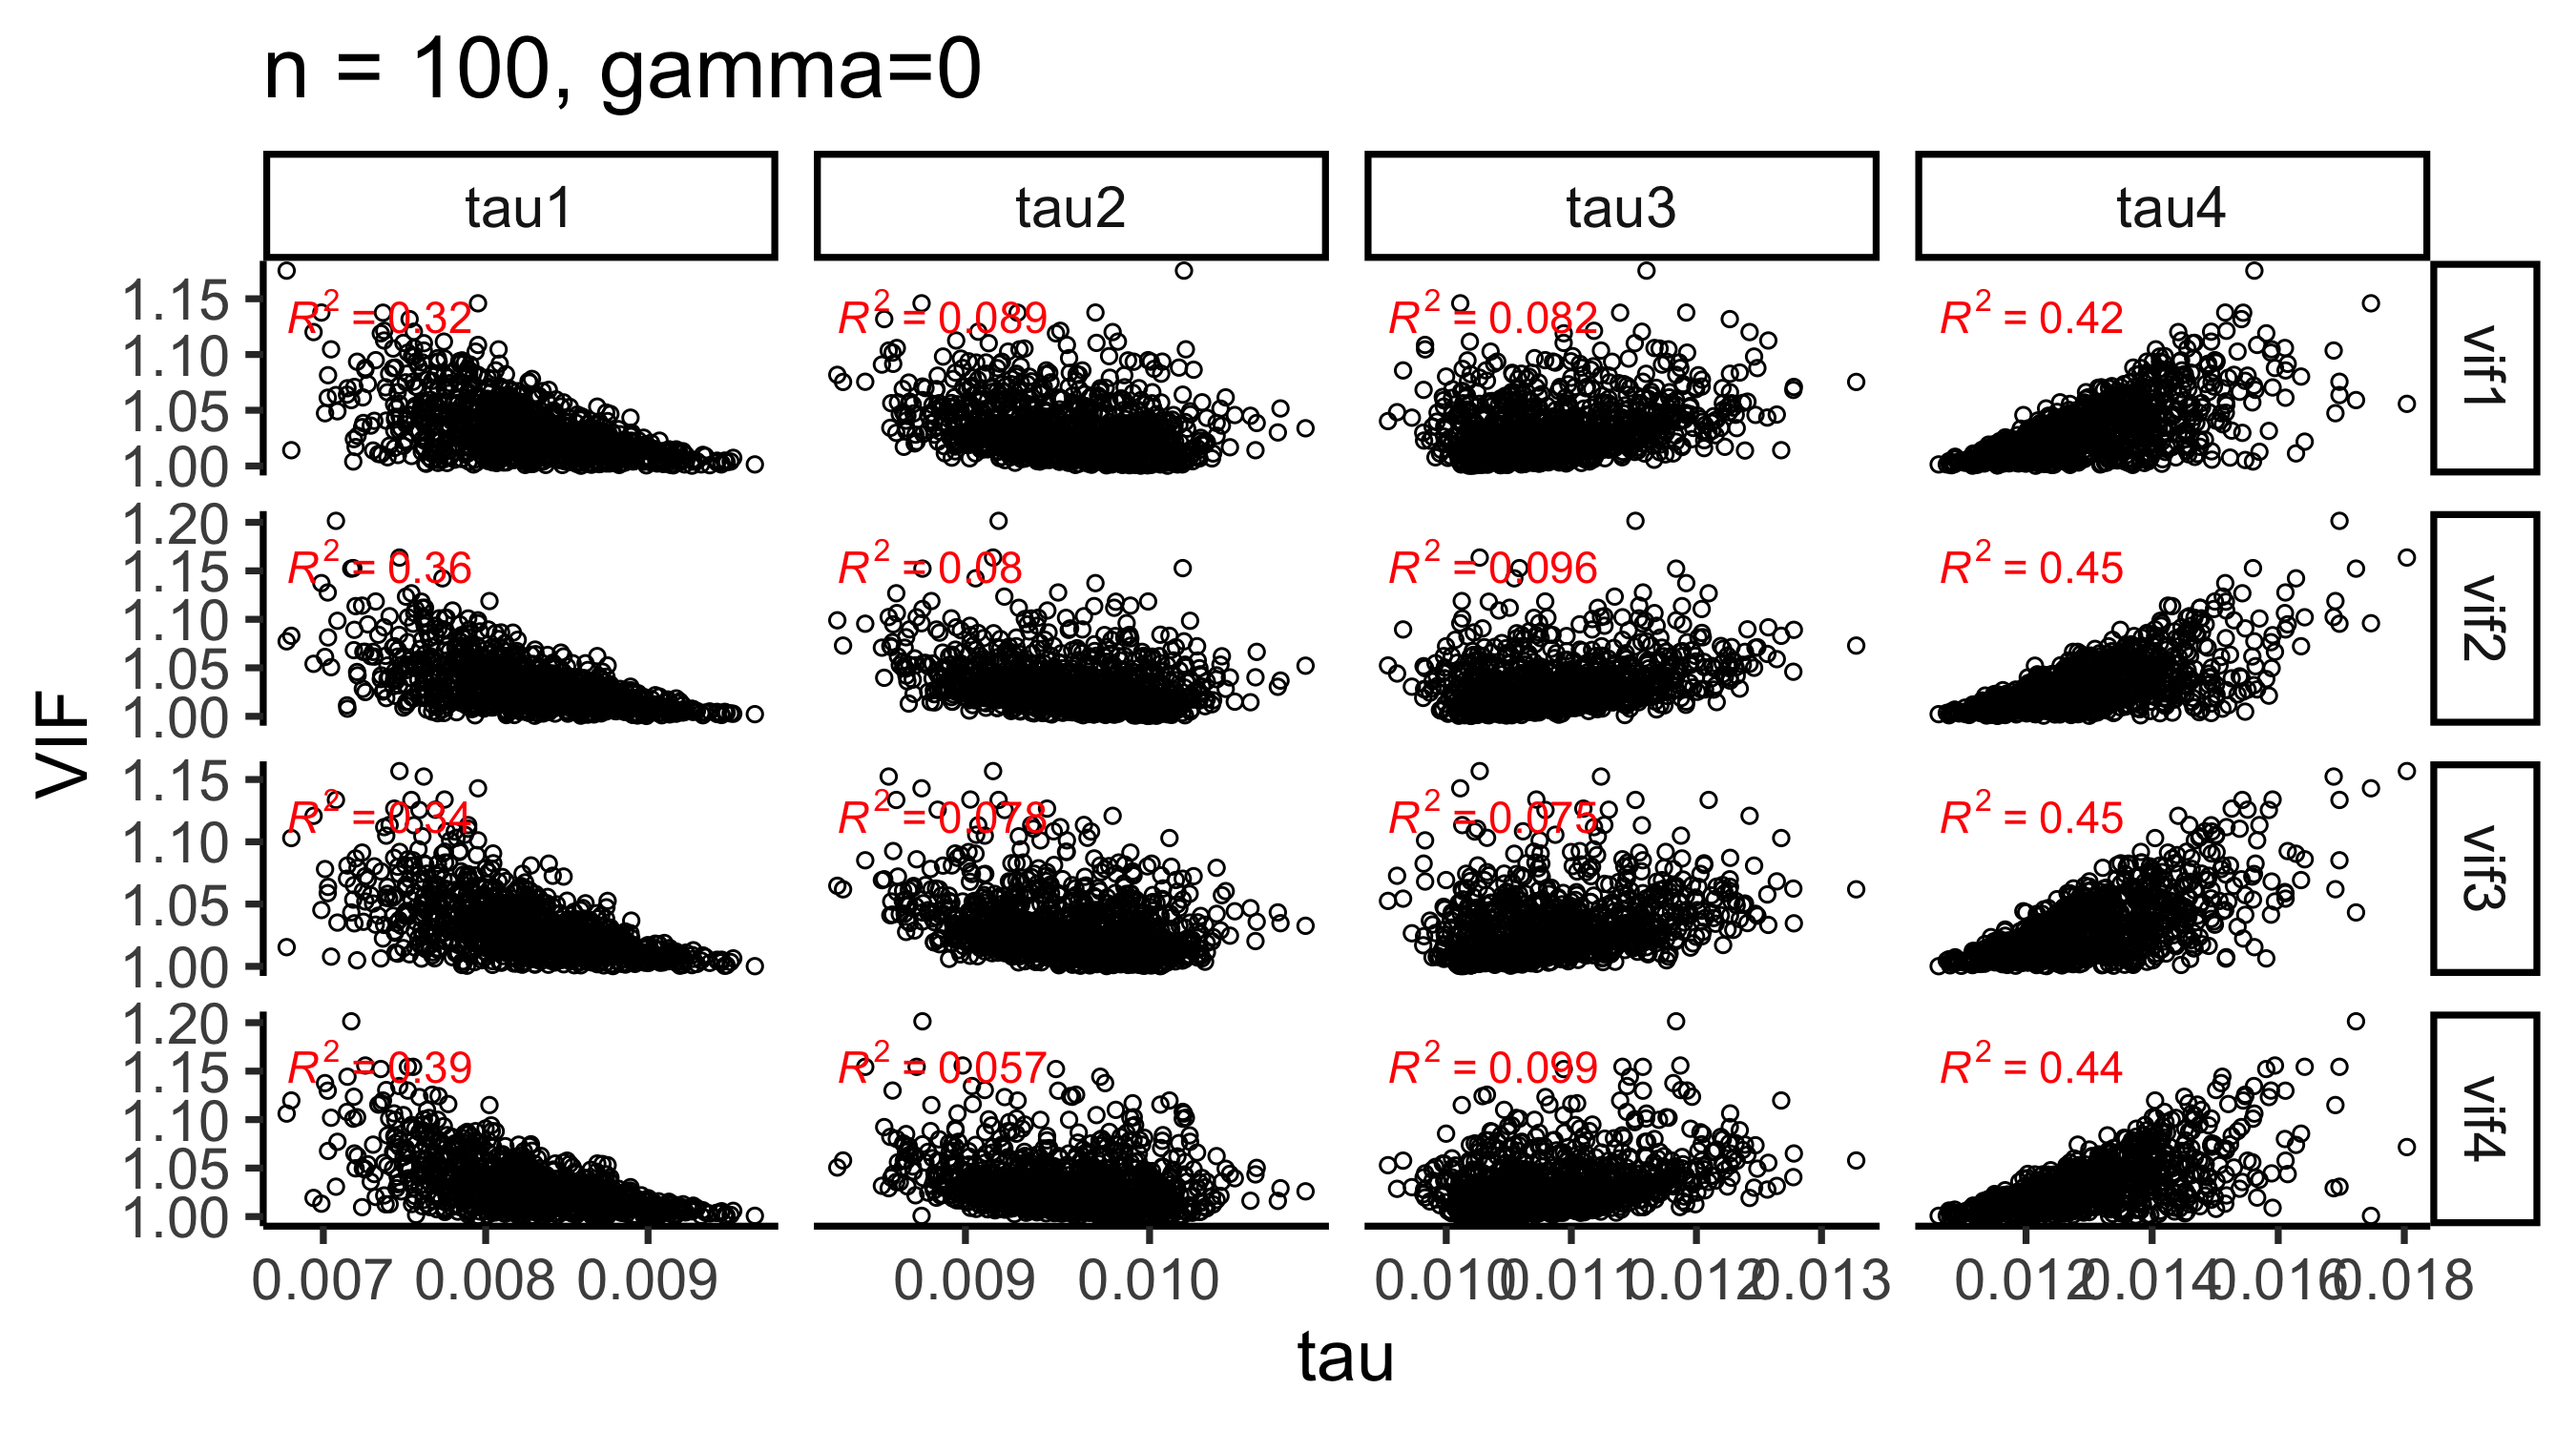 n = 100, gamma=0
tau1 tau2 tau3 tau4
1.15
1.10
1.05
1.00
R² = 0.32 R² = 0.089 R² = 0.082 R² = 0.42
vif1
1.20
1.15
1.10
1.05
1.00
R² = 0.36 R² = 0.08 R² = 0.096 R² = 0.45
vif2
1.15
1.10
1.05
1.00
R² = 0.34 R² = 0.078 R² = 0.075 R² = 0.45
vif3
1.20
1.15
1.10
1.05
1.00
R² = 0.39 R² = 0.057 R² = 0.099 R² = 0.44
vif4
VIF
0.007 0.008 0.009 0.009 0.010 0.010 0.011 0.012 0.013 0.012 0.014 0.016 0.018
tau